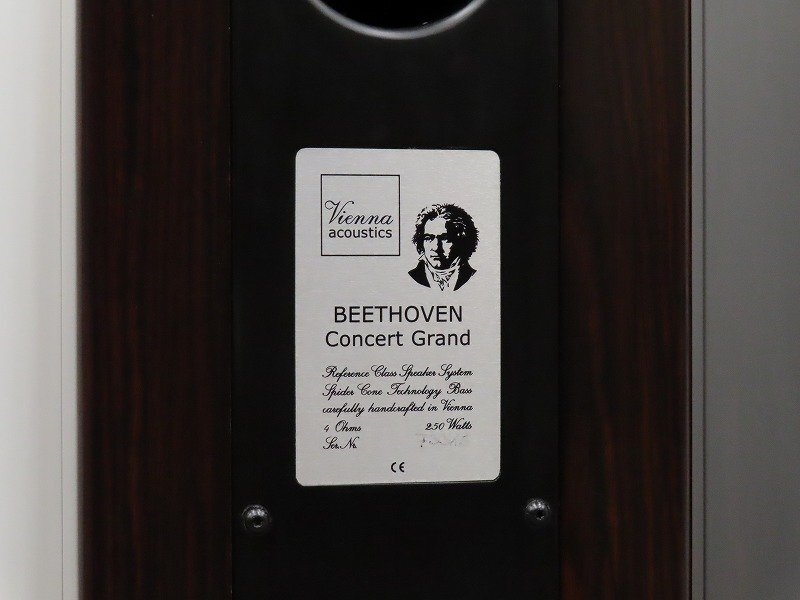 Vienna
acoustics
BEETHOVEN
Concert Grand
Reference Class Speaker System
Spider Cone Technology Bass
carefully handcrafted in Vienna
4 Ohms 250 Watts
Ser.Nr.
CE